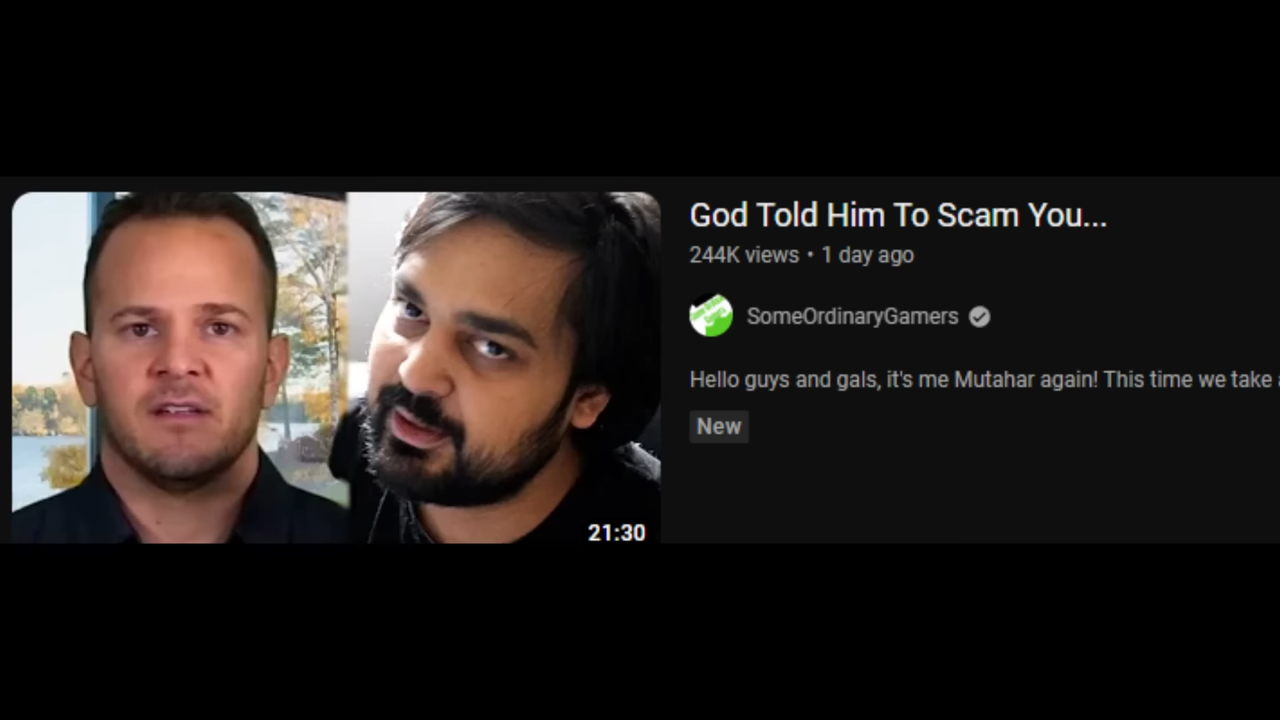 God Told Him To Scam You...
244K views • 1 day ago
SomeOrdinaryGamers
Hello guys and gals, it's me Mutahar again! This time we take
New
21:30